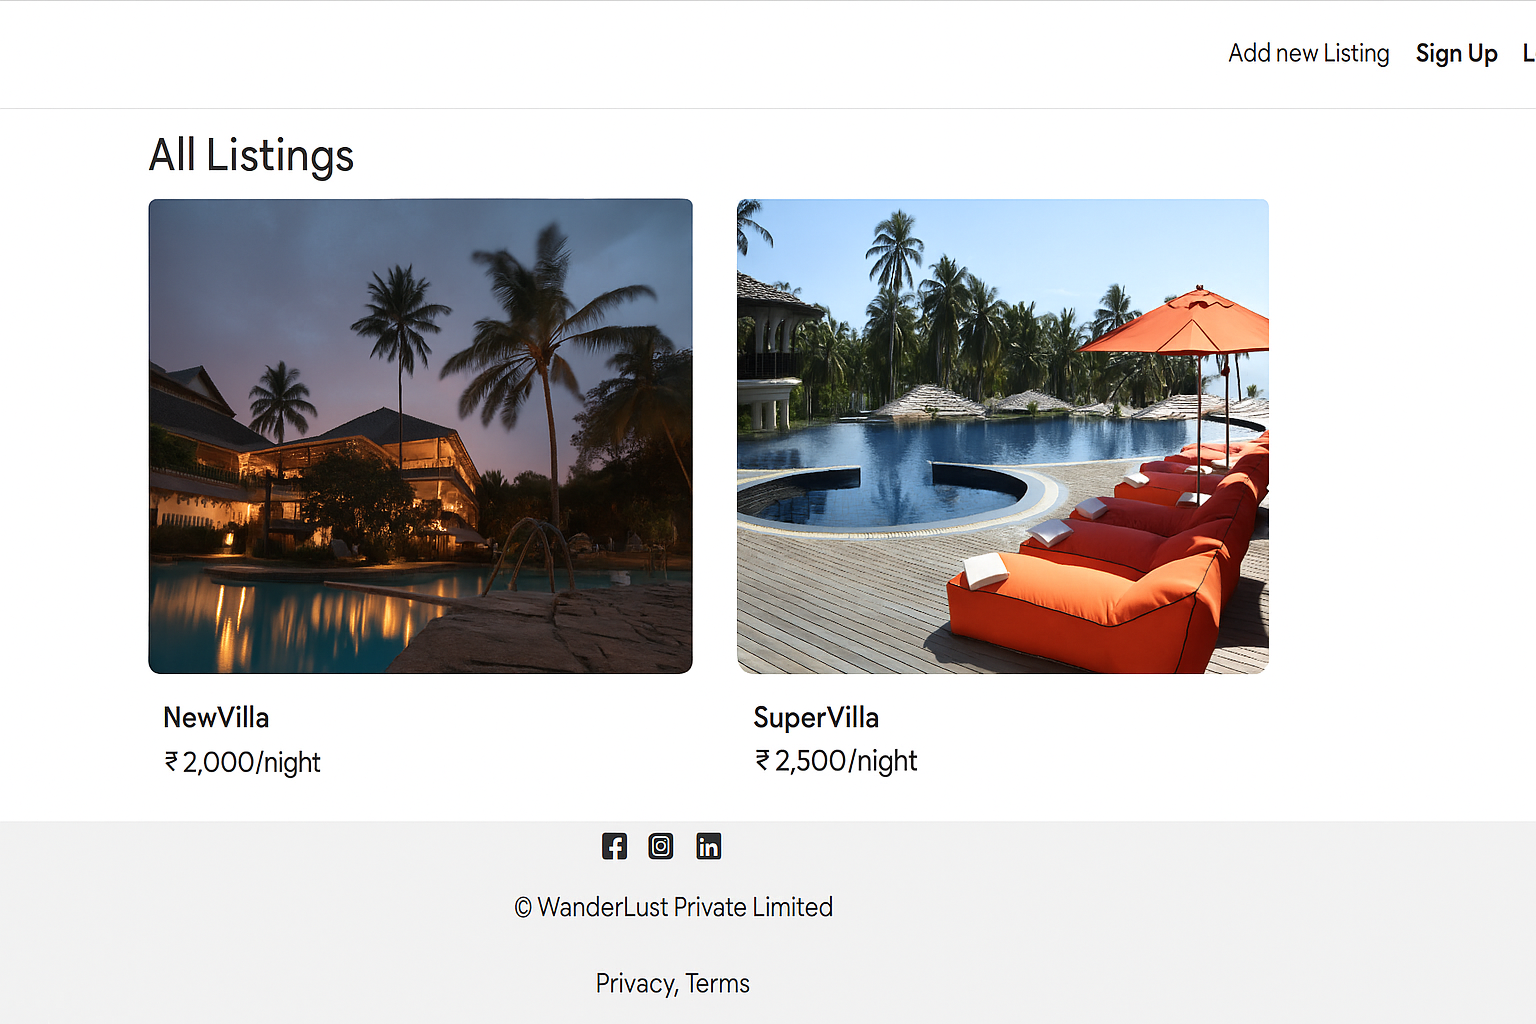 Add new Listing Sign Up
All Listings
NewVilla
₹ 2,000/night
SuperVilla
₹ 2,500/night
© WanderLust Private Limited
Privacy, Terms